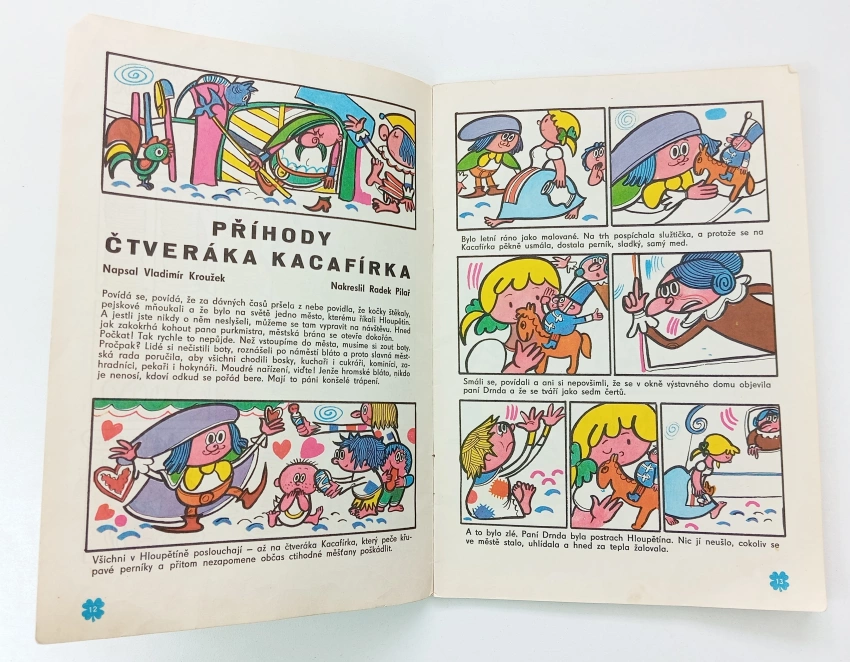 PŘÍHODY
ČTVERÁKA KACAFÍRKA
Napsal Vladimír Kroužek
Nakreslil Radek Pilař
Povídá se, povídá, že za dávných časů pršela z nebe povidla, že kočky štěkaly,
pejskové mňoukali a že bylo na světě jedno město, kterému říkali Hloupětín.
A jestli jste nikdy o něm neslyšeli, můžeme se tam vypravit na návštěvu. Hned
jak zakokrhá kohout pana purkmistra, městská brána se otevře dokořán.
Počkat! Tak rychle to nepůjde. Než vstoupíme do města, musíme si zout boty.
Pročpak? Lidé si nečistili boty, roznášeli po náměstí bláto a proto slavná měst-
ská rada poručila, aby všichni chodili bosky, kuchaři i cukráři, kominíci, za-
hradníci, pekaři i hokynáři. Moudré nařízení, viďte! Jenže hromské bláto, nikdo
je nenosí, kdoví odkud se pořád bere. Mají to páni konšelé trápení.
Všichni v Hloupětíně poslouchají – až na čtveráka Kacafírka, který peče křu-
pavé perníky a přitom nezapomene občas ctihodné měšťany poškádlit.
12
Bylo letní ráno jako malované. Na trh pospíchala služtička, a protože se na
Kacafírka pěkně usmála, dostala perník, sladký, samý med.
Smáli se, povídali a ani si nepovšimli, že se v okně výstavného domu objevila
paní Drnda a že se tváří jako sedm čertů.
A to bylo zlé. Paní Drnda byla postrach Hloupětína. Nic jí neušlo, cokoliv se
ve městě stalo, uhlídala a hned za tepla žalovala.
13